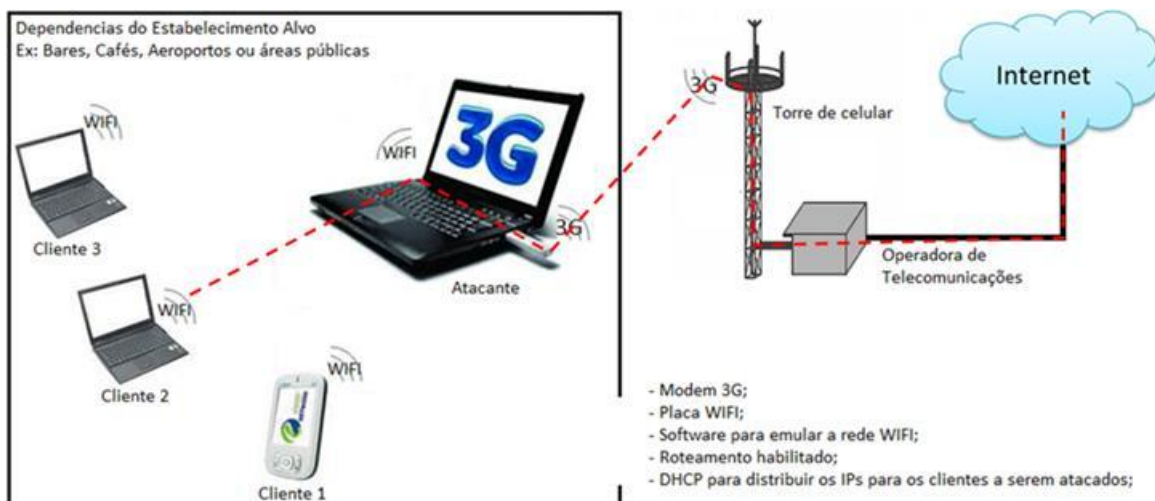 Dependencias do Estabelecimento Alvo
Ex: Bares, Cafés, Aeroportos ou áreas públicas
WIFI
Cliente 3
WIFI
3G
3G
Atacante
WIFI
Cliente 2
WIFI
Cliente 1
3G
Torre de celular
Internet
Operadora de
Telecomunicações
- Modem 3G;
- Placa WIFI;
- Software para emular a rede WIFI;
- Roteamento habilitado;
- DHCP para distribuir os IPs para os clientes a serem atacados;